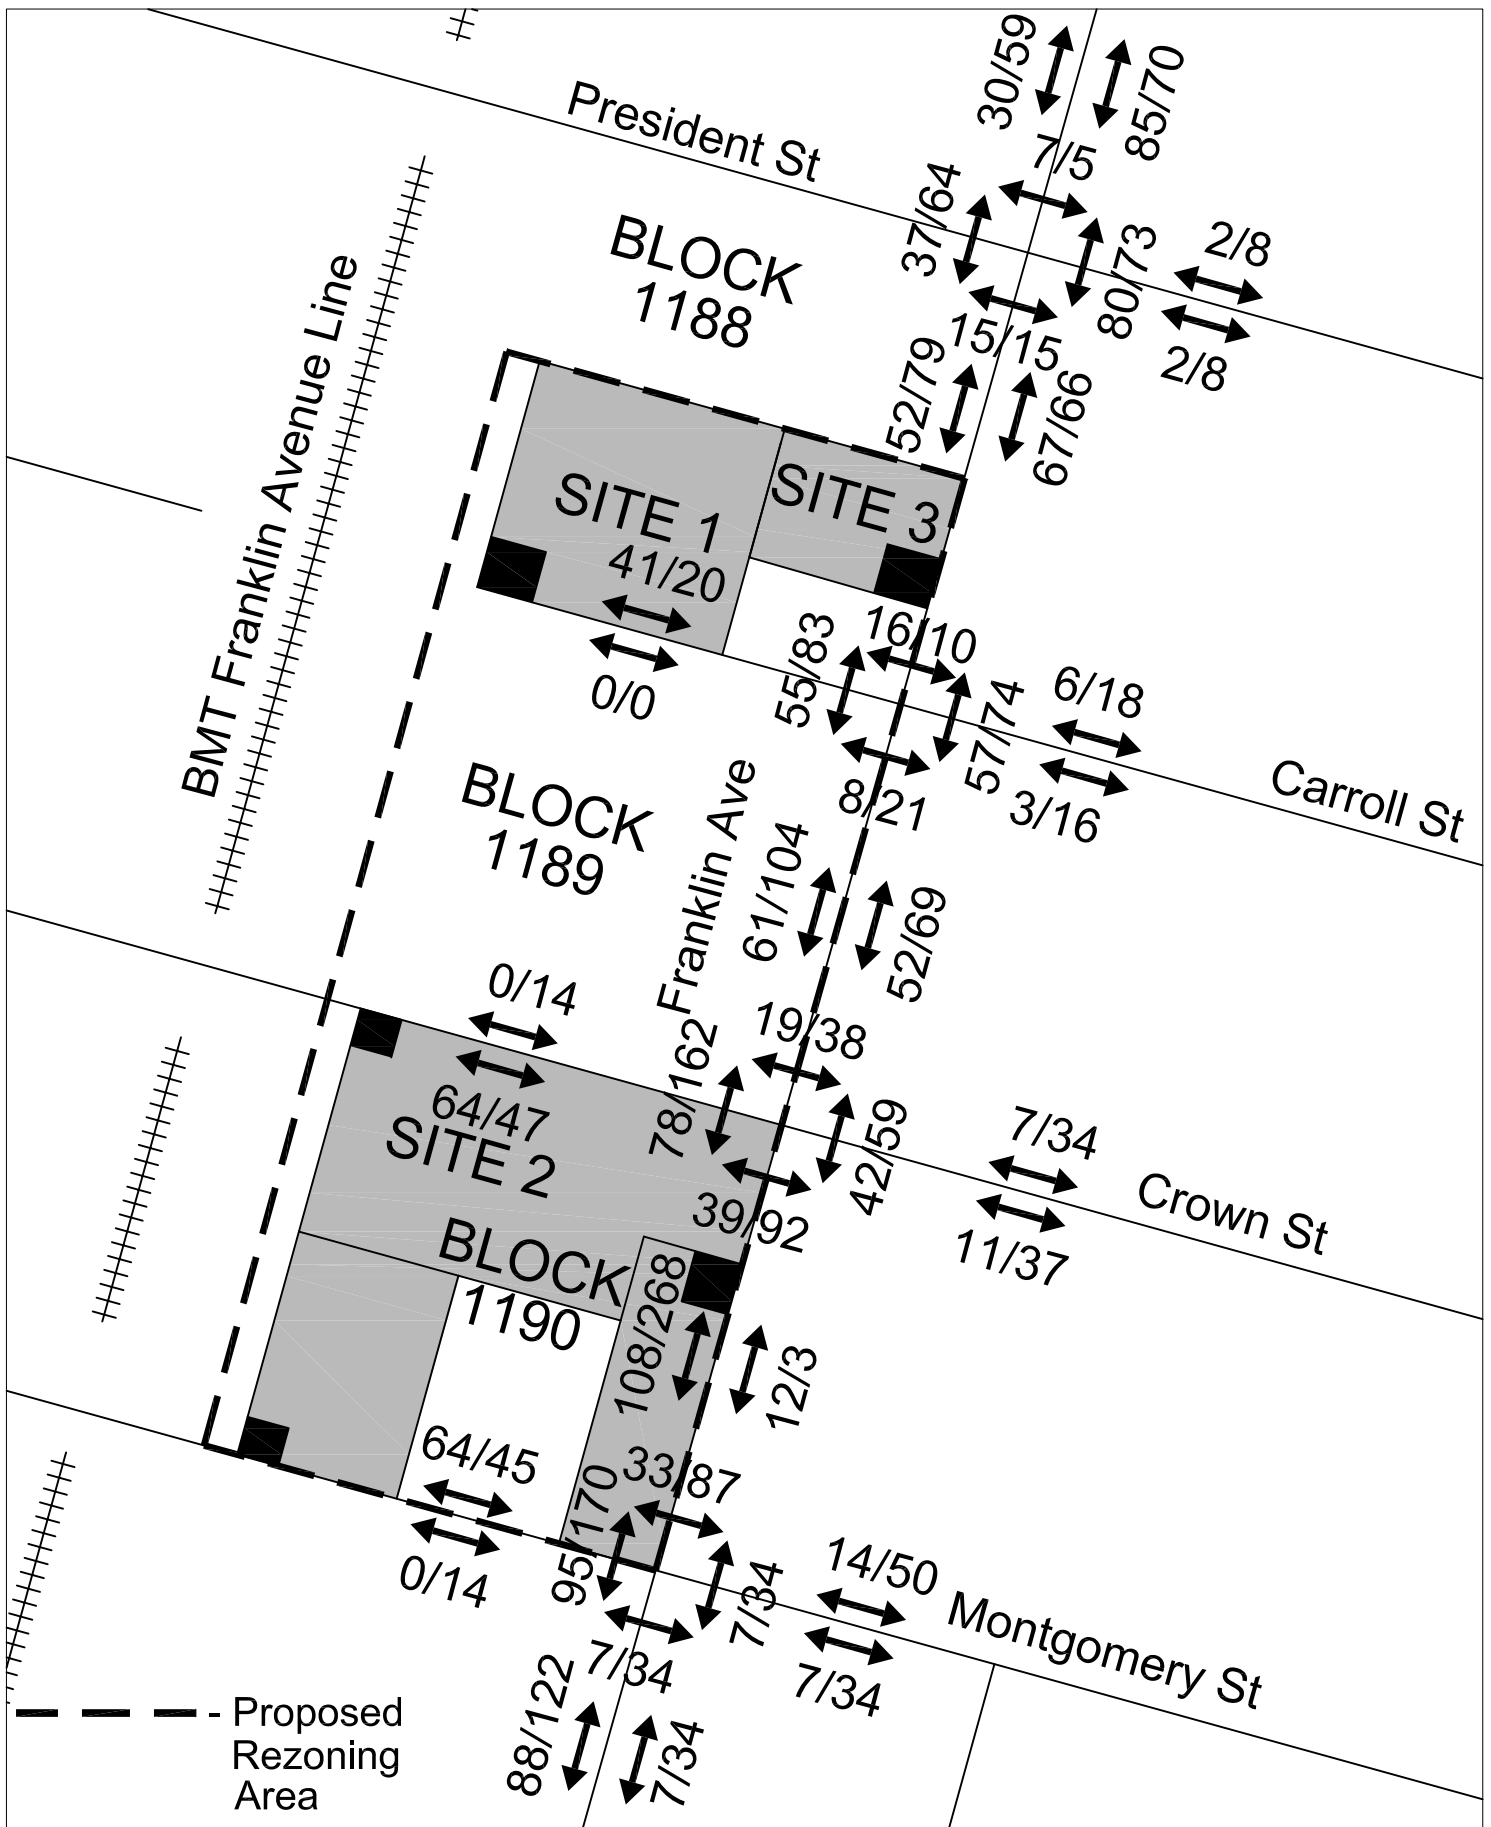 30/59
85/70
President St
7/5
37/64
80/73
2/8
BLOCK
1188
15/15
2/8
BMT Franklin Avenue Line
52/79
67/66
SITE 1
SITE 3
41/20
0/0
16/10
55/83
57/74
6/18
8/21
3/16
Carroll St
BLOCK
1189
Franklin Ave
61/104
52/69
0/14
19/38
78/162
64/47
SITE 2
42/59
39/92
7/34
11/37
Crown St
BLOCK
1190
108/268
12/3
64/45
33/87
95/170
0/14
7/34
14/50
Montgomery St
7/34
7/34
88/122
7/34
Proposed
Rezoning
Area